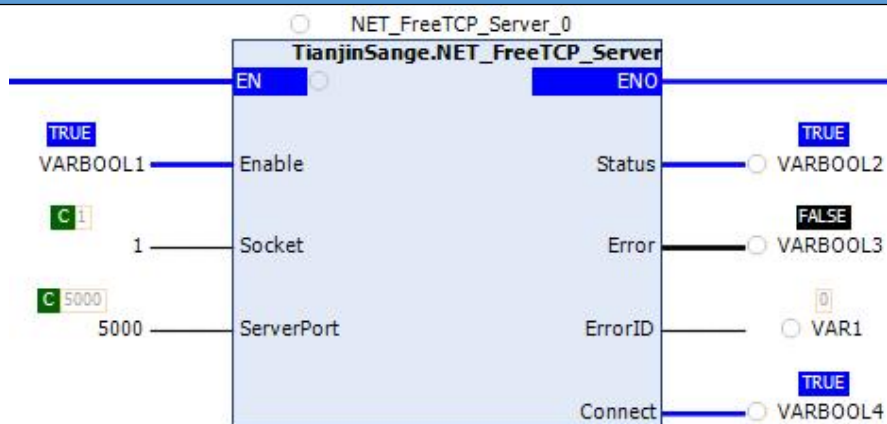 NET_FreeTCP_Server_0
TianjinSange.NET_FreeTCP_Server
EN ENO
TRUE TRUE
VARBOOL1 Enable Status VARBOOL2
C 1 FALSE
1 Socket Error VARBOOL3
C 5000 0
5000 ServerPort ErrorID VAR1
TRUE
Connect VARBOOL4